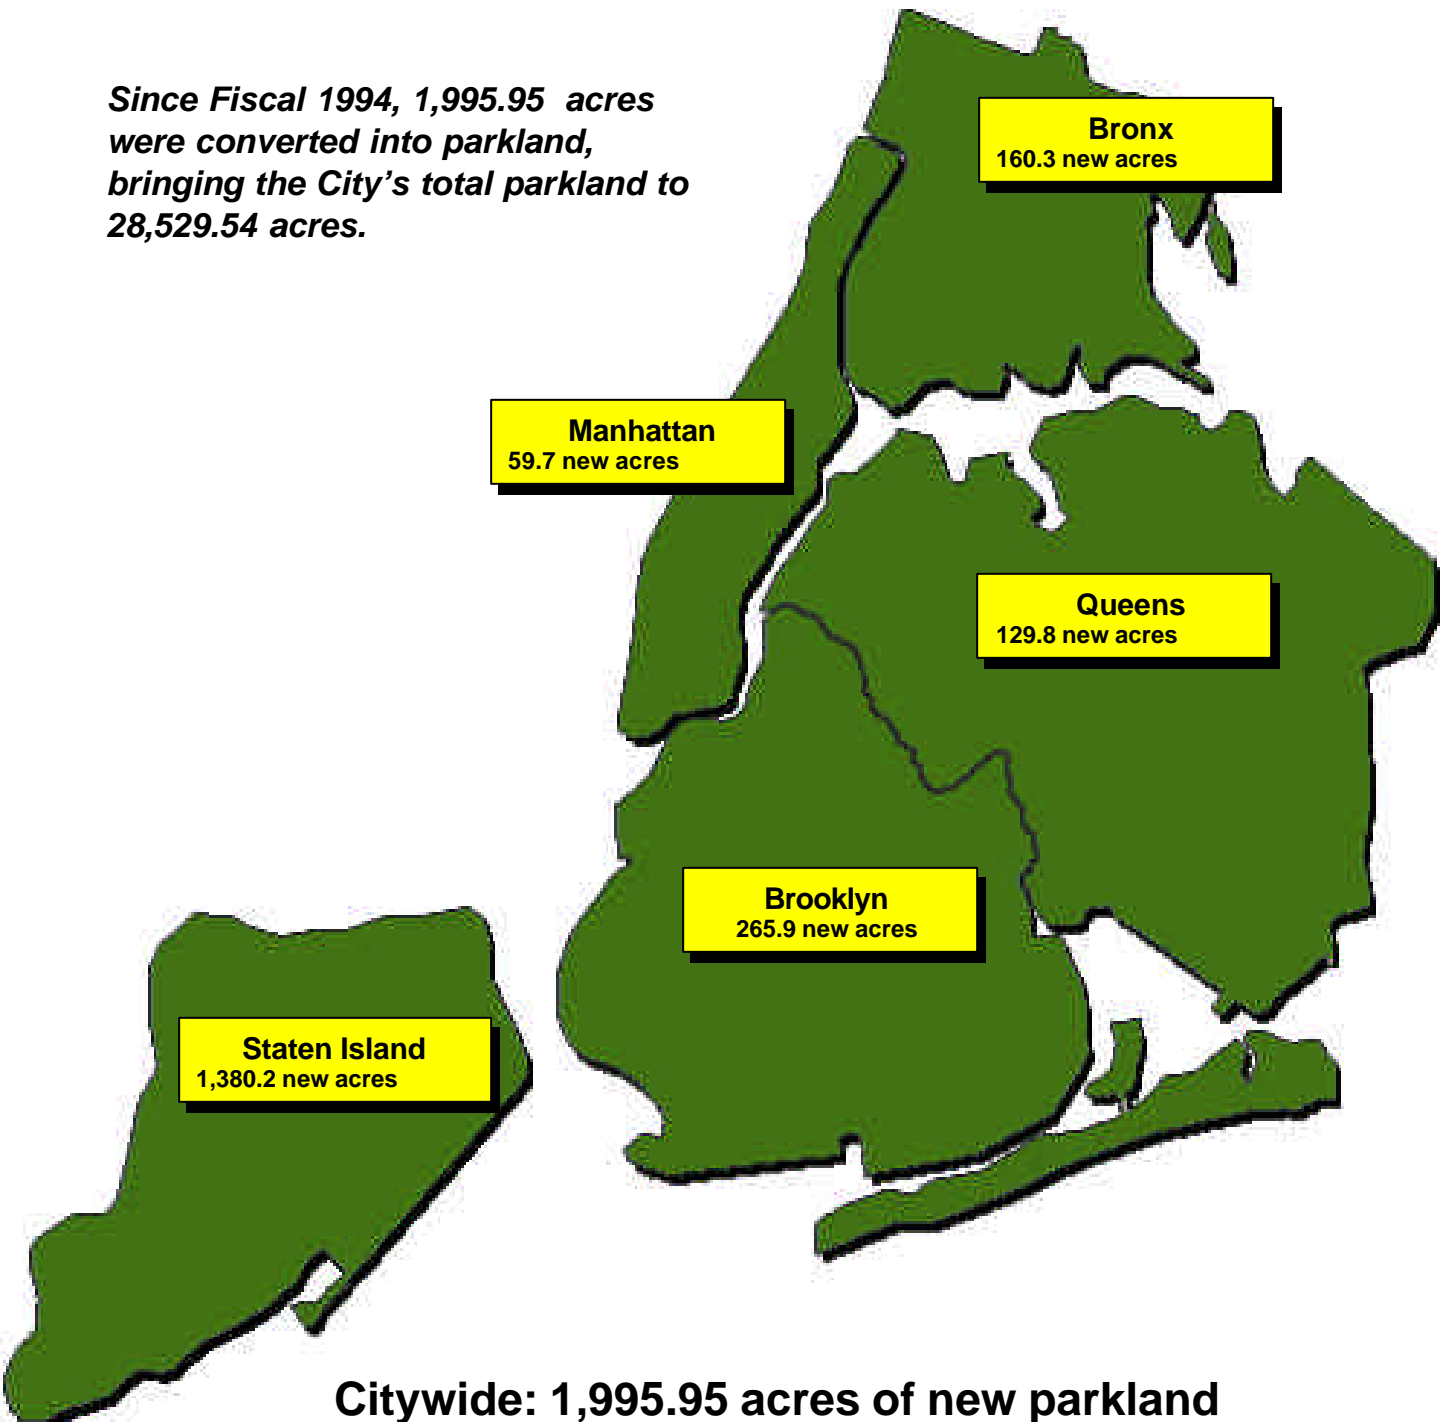 Since Fiscal 1994, 1,995.95 acres
were converted into parkland,
bringing the City's total parkland to
28,529.54 acres.
Bronx
160.3 new acres
Manhattan
59.7 new acres
Queens
129.8 new acres
Brooklyn
265.9 new acres
Staten Island
1,380.2 new acres
Citywide: 1,995.95 acres of new parkland